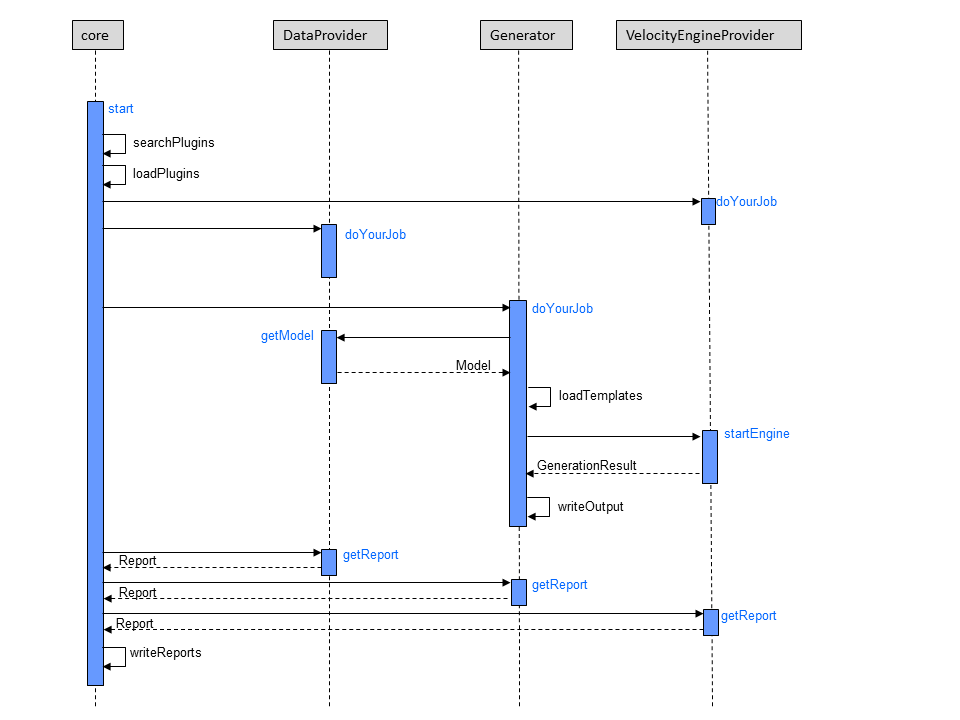 core
DataProvider
Generator
VelocityEngineProvider
start
searchPlugins
loadPlugins
doYourJob
doYourJob
doYourJob
getModel
Model
loadTemplates
startEngine
GenerationResult
writeOutput
getReport
Report
getReport
Report
getReport
Report
writeReports